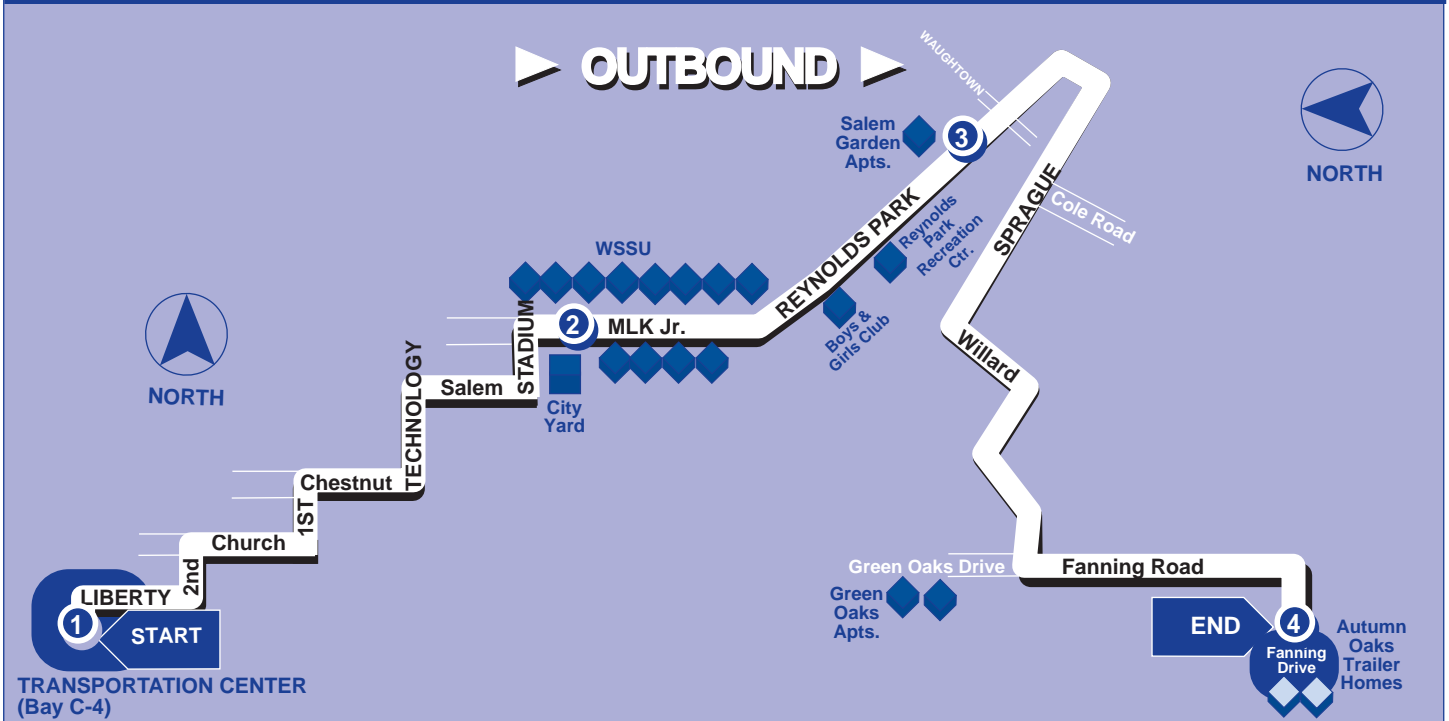 OUTBOUND
WAUGHTOWN
Salem
Garden
Apts.
3
NORTH
SPRAGUE
Cole Road
REYNOLDS PARK
Reynolds
Park
Recreation
Ctr.
WSSU
Boys &
Girls Club
STADIUM
2
MLK Jr.
NORTH
Willard
TECHNOLOGY
Salem
City
Yard
Chestnut
1ST
Church
2nd
LIBERTY
1
START
TRANSPORTATION CENTER
(Bay C-4)
Green Oaks Drive
Fanning Road
Green
Oaks
Apts.
END
4
Fanning
Drive
Autumn
Oaks
Trailer
Homes